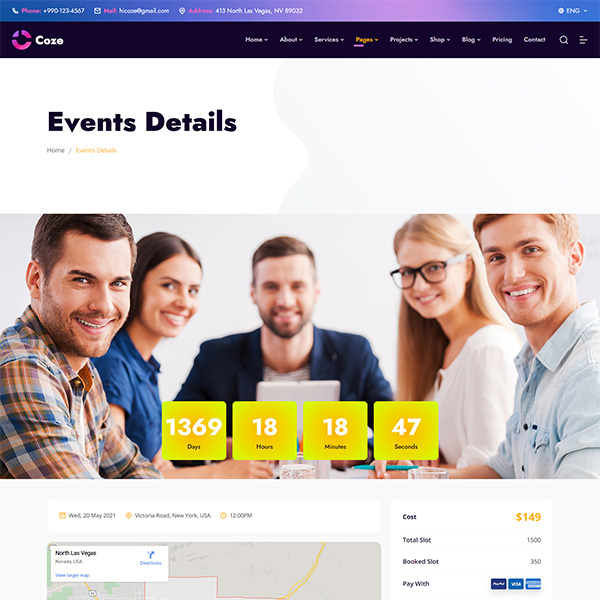 Phone: +990-123-4567 Mail: hicoze@gmail.com Address: 413 North Las Vegas, NV 89032 ENG
Coze Home About Services Pages Projects Shop Blog Pricing Contact
Events Details
Home / Events Details
1369 18 18 47
Days Hours Minutes Seconds
Wed, 20 May 2021 Victoria Road, New York, USA 12.00PM
North Las Vegas
Nevada, USA
Directions
View larger map
Cost $149
Total Slot 1500
Booked Slot 350
Pay With PayPal VISA